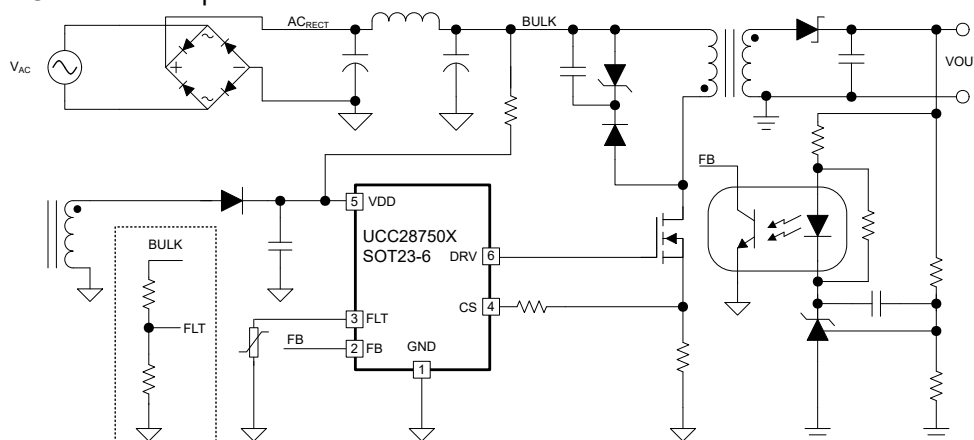 AC_RECT
BULK
V_AC
VOU
FB
5 VDD
UCC28750X
SOT23-6
DRV 6
BULK
CS 4
FLT
3 FLT
FB
2 FB
GND
1